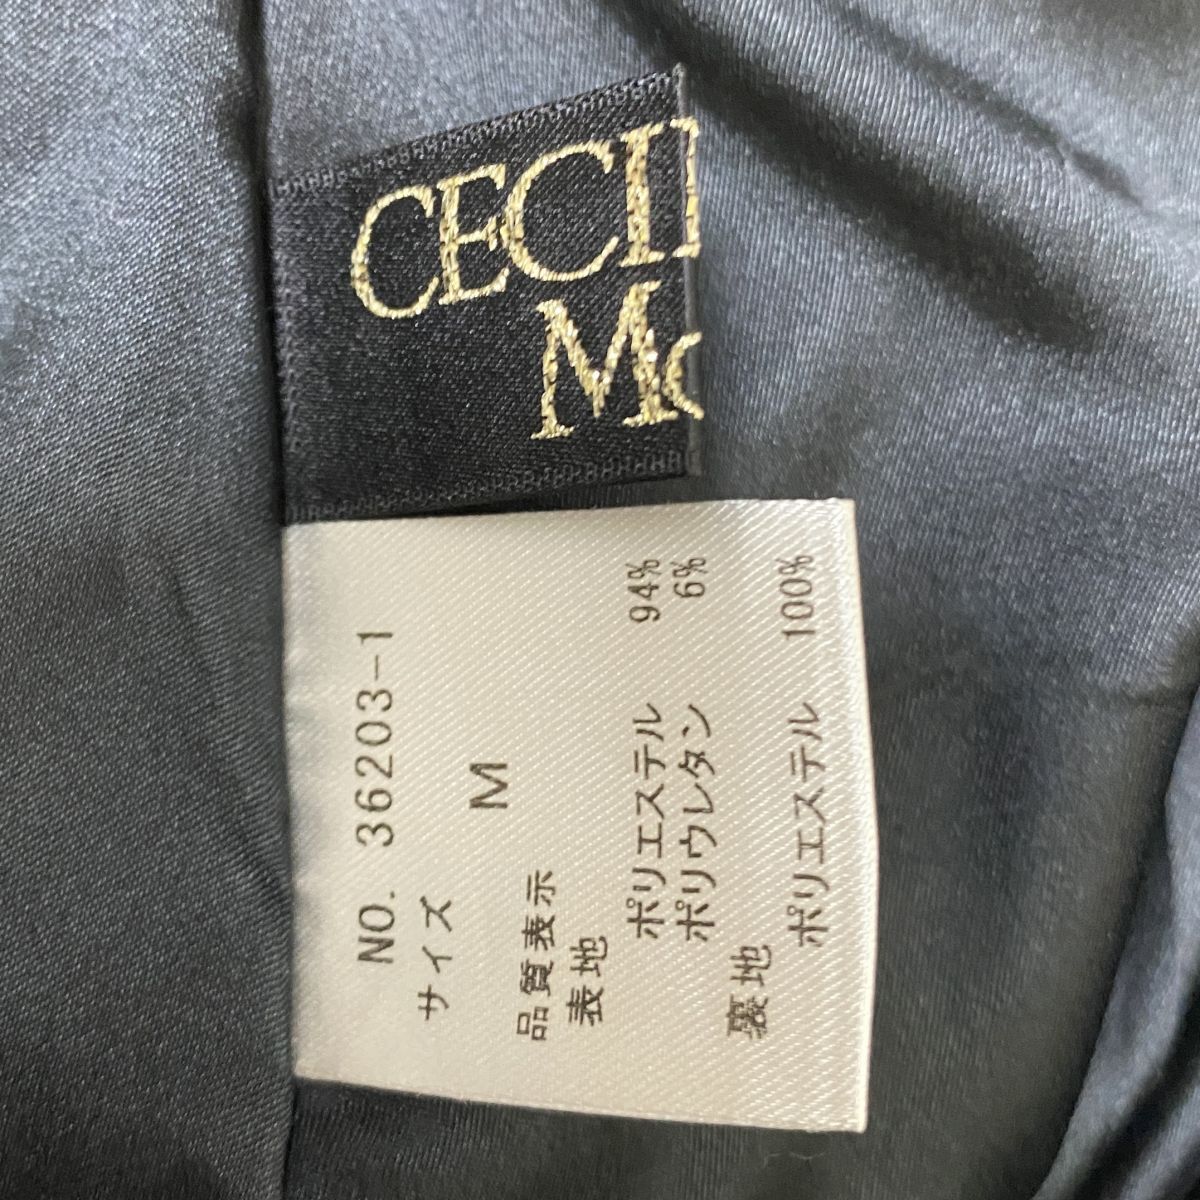 CECIL
Mc
NO. 36203-1
サイズ
M
品質表示
表地
ポリエステル 94%
ポリウレタン 6%
裏地
ポリエステル 100%